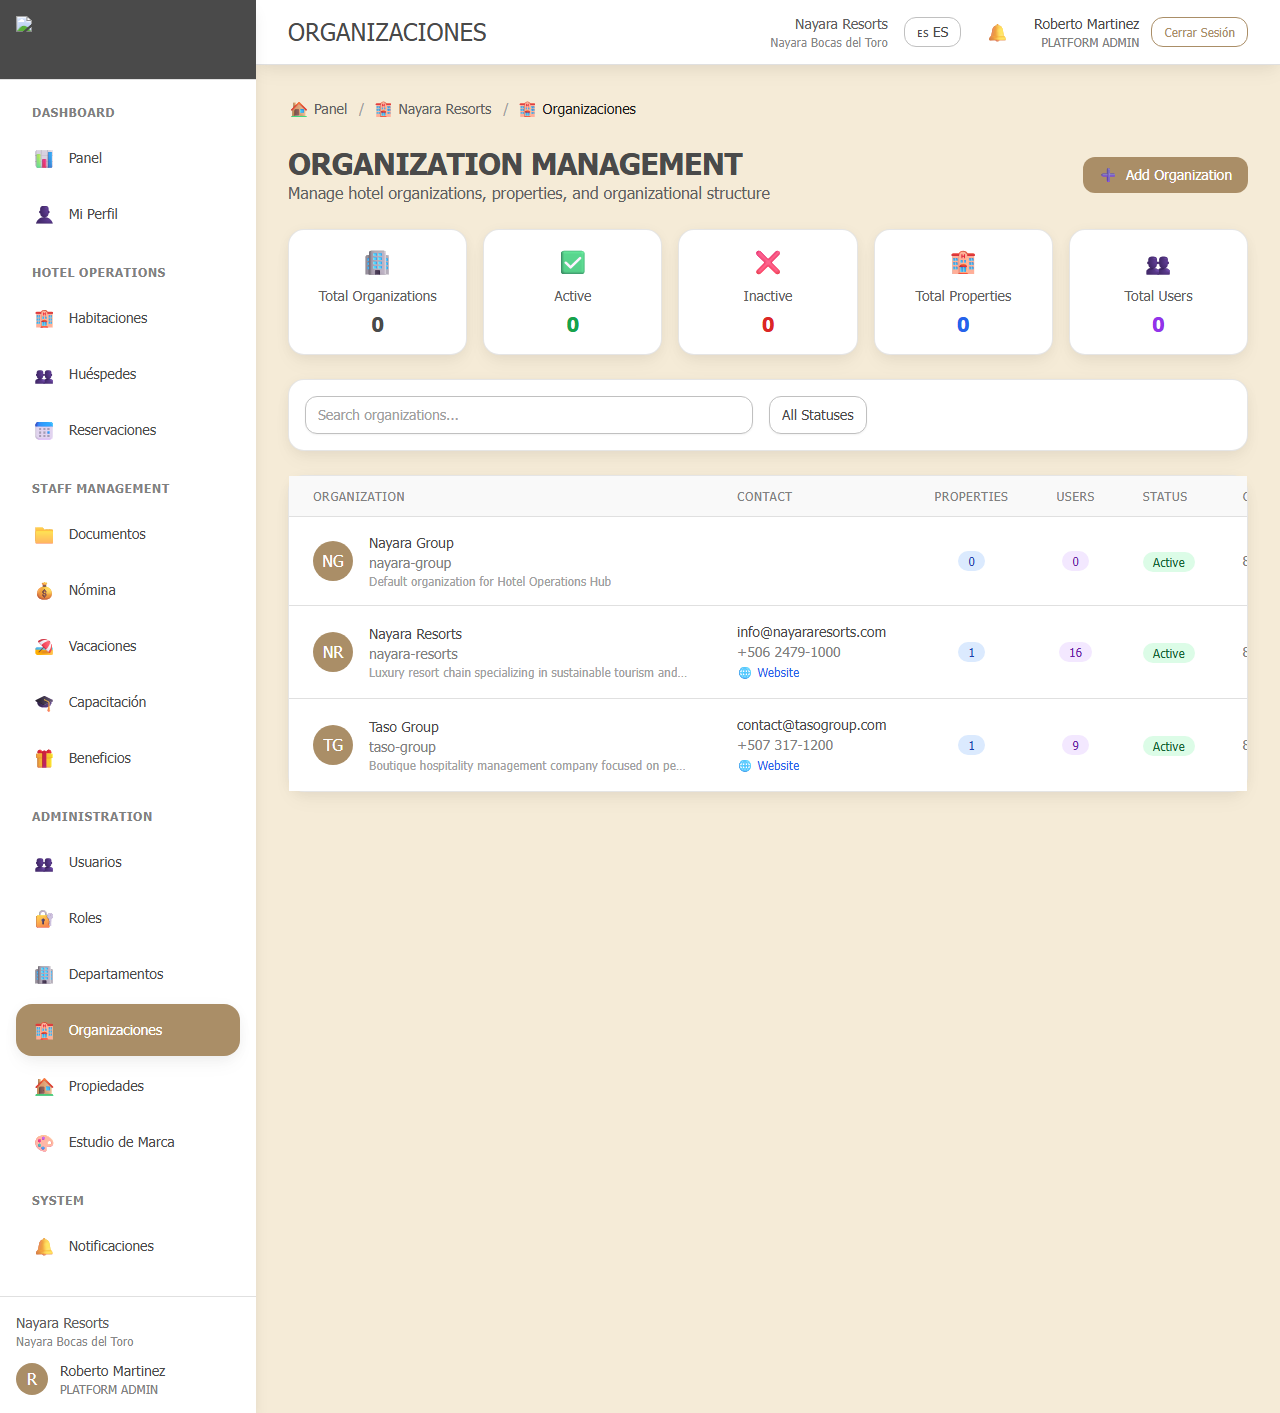 ORGANIZACIONES
Nayara Resorts
Nayara Bocas del Toro
ES ES
Roberto Martinez
PLATFORM ADMIN
Cerrar Sesión
DASHBOARD
Panel
Mi Perfil
HOTEL OPERATIONS
Habitaciones
Huéspedes
Reservaciones
STAFF MANAGEMENT
Documentos
Nómina
Vacaciones
Capacitación
Beneficios
ADMINISTRATION
Usuarios
Roles
Departamentos
Organizaciones
Propiedades
Estudio de Marca
SYSTEM
Notificaciones
Nayara Resorts
Nayara Bocas del Toro
R
Roberto Martinez
PLATFORM ADMIN
Panel / Nayara Resorts / Organizaciones
ORGANIZATION MANAGEMENT
Manage hotel organizations, properties, and organizational structure
Add Organization
Total Organizations
0
Active
0
Inactive
0
Total Properties
0
Total Users
0
Search organizations...
All Statuses
ORGANIZATION CONTACT PROPERTIES USERS STATUS
NG
Nayara Group
nayara-group
Default organization for Hotel Operations Hub
0 0 Active
NR
Nayara Resorts
nayara-resorts
Luxury resort chain specializing in sustainable tourism and...
info@nayararesorts.com
+506 2479-1000
Website
1 16 Active
TG
Taso Group
taso-group
Boutique hospitality management company focused on pe...
contact@tasogroup.com
+507 317-1200
Website
1 9 Active